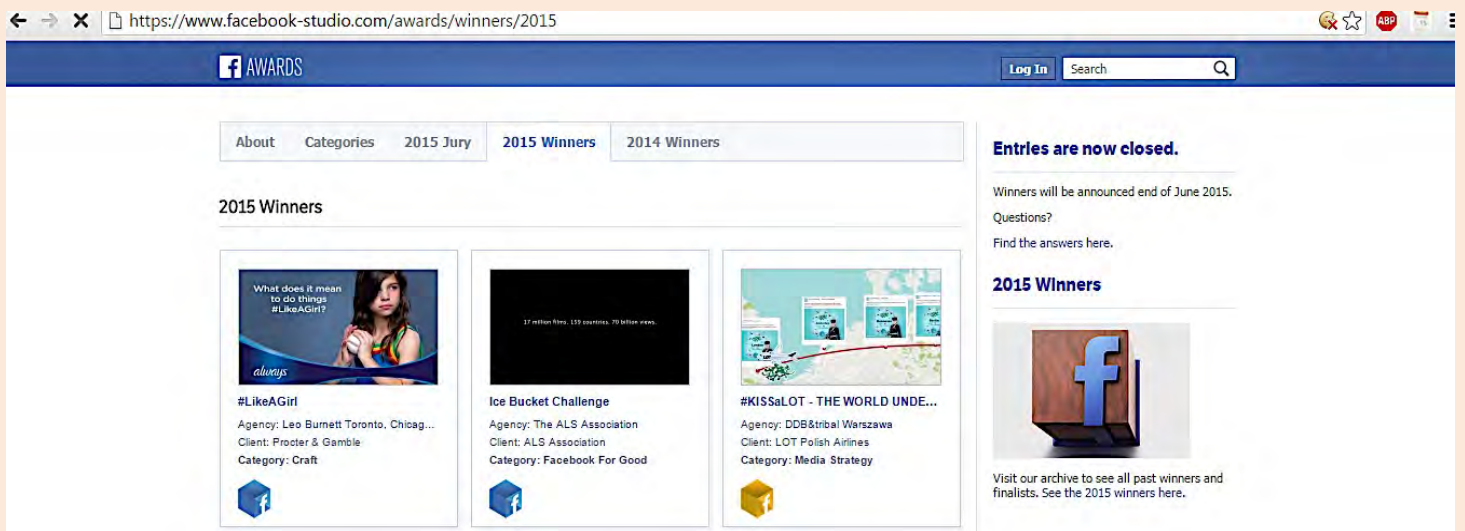 https://www.facebook-studio.com/awards/winners/2015
ABP
f AWARDS
Log In
Search
About
Categories
2015 Jury
2015 Winners
2014 Winners
2015 Winners
What does it mean
to do things
#LikeAGirl?
always
#LikeAGirl
Agency: Leo Burnett Toronto, Chicag...
Client: Procter & Gamble
Category: Craft
17 million films. 159 countries. 70 billion views.
Ice Bucket Challenge
Agency: The ALS Association
Client: ALS Association
Category: Facebook For Good
#KISSaLOT - THE WORLD UNDE...
Agency: DDB&tribal Warszawa
Client: LOT Polish Airlines
Category: Media Strategy
Entries are now closed.
Winners will be announced end of June 2015.
Questions?
Find the answers here.
2015 Winners
Visit our archive to see all past winners and
finalists. See the 2015 winners here.